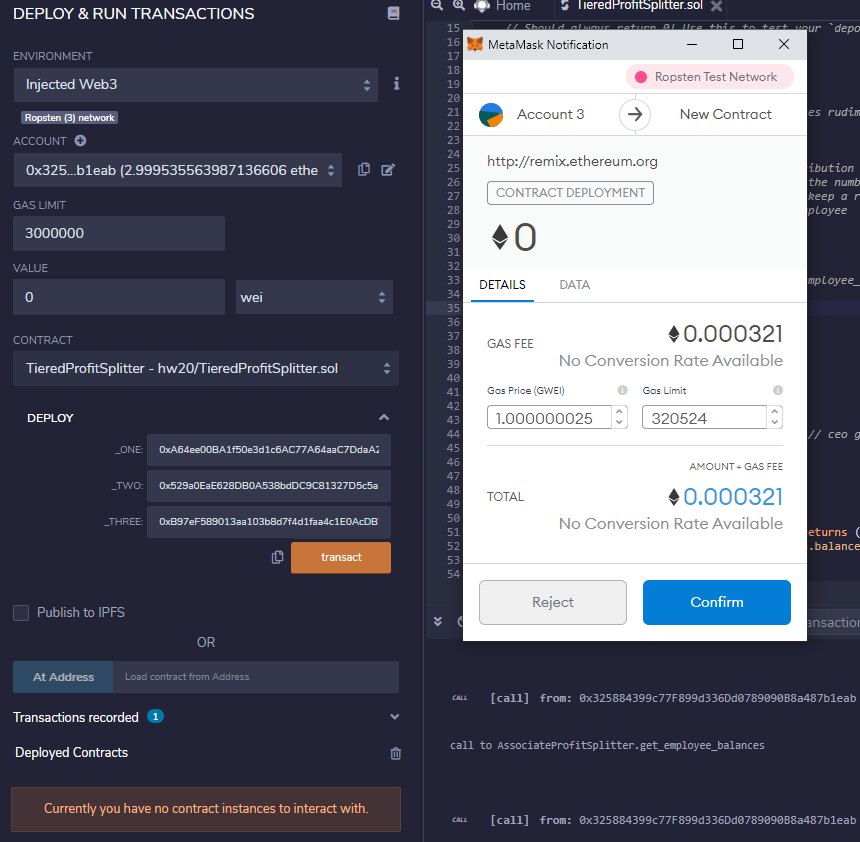 DEPLOY & RUN TRANSACTIONS
ENVIRONMENT
Injected Web3
Ropsten (3) network
ACCOUNT
0x325...b1eab (2.999535563987136606 ethe
GAS LIMIT
3000000
VALUE
0
wei
CONTRACT
TieredProfitSplitter - hw20/TieredProfitSplitter.sol
DEPLOY
_ONE:
0xA64ee00BA1f50e3d1c6AC77A64aaC7DdaA2
_TWO:
0x529a0EaE628DB0A538bdDC9C81327D5c5a
_THREE:
0xB97eF589013aa103b8d7f4d1faa4c1E0AcDB
transact
Publish to IPFS
OR
At Address
Load contract from Address
Transactions recorded 1
Deployed Contracts
Currently you have no contract instances to interact with.
Home
TieredProfitSplitter.sol
15
16
17
18
19
20
21
22
23
24
25
26
27
28
29
30
31
32
33
34
35
36
37
38
39
40
41
42
43
44
45
46
47
48
49
50
51
52
53
54
// Should always return 0! Use this to test your `depo
es rudim
ribution
the numb
keep a r
ployee
mployee_
// ceo g
eturns (
.balance
MetaMask Notification
Ropsten Test Network
Account 3
New Contract
http://remix.ethereum.org
CONTRACT DEPLOYMENT
0
DETAILS
DATA
GAS FEE
0.000321
No Conversion Rate Available
Gas Price (GWEI)
Gas Limit
1.000000025
320524
AMOUNT + GAS FEE
TOTAL
0.000321
No Conversion Rate Available
Reject
Confirm
ansaction
CALL [call] from: 0x325884399c77F899d336Dd0789090B8a487b1eab
call to AssociateProfitSplitter.get_employee_balances
CALL [call] from: 0x325884399c77F899d336Dd0789090B8a487b1eab